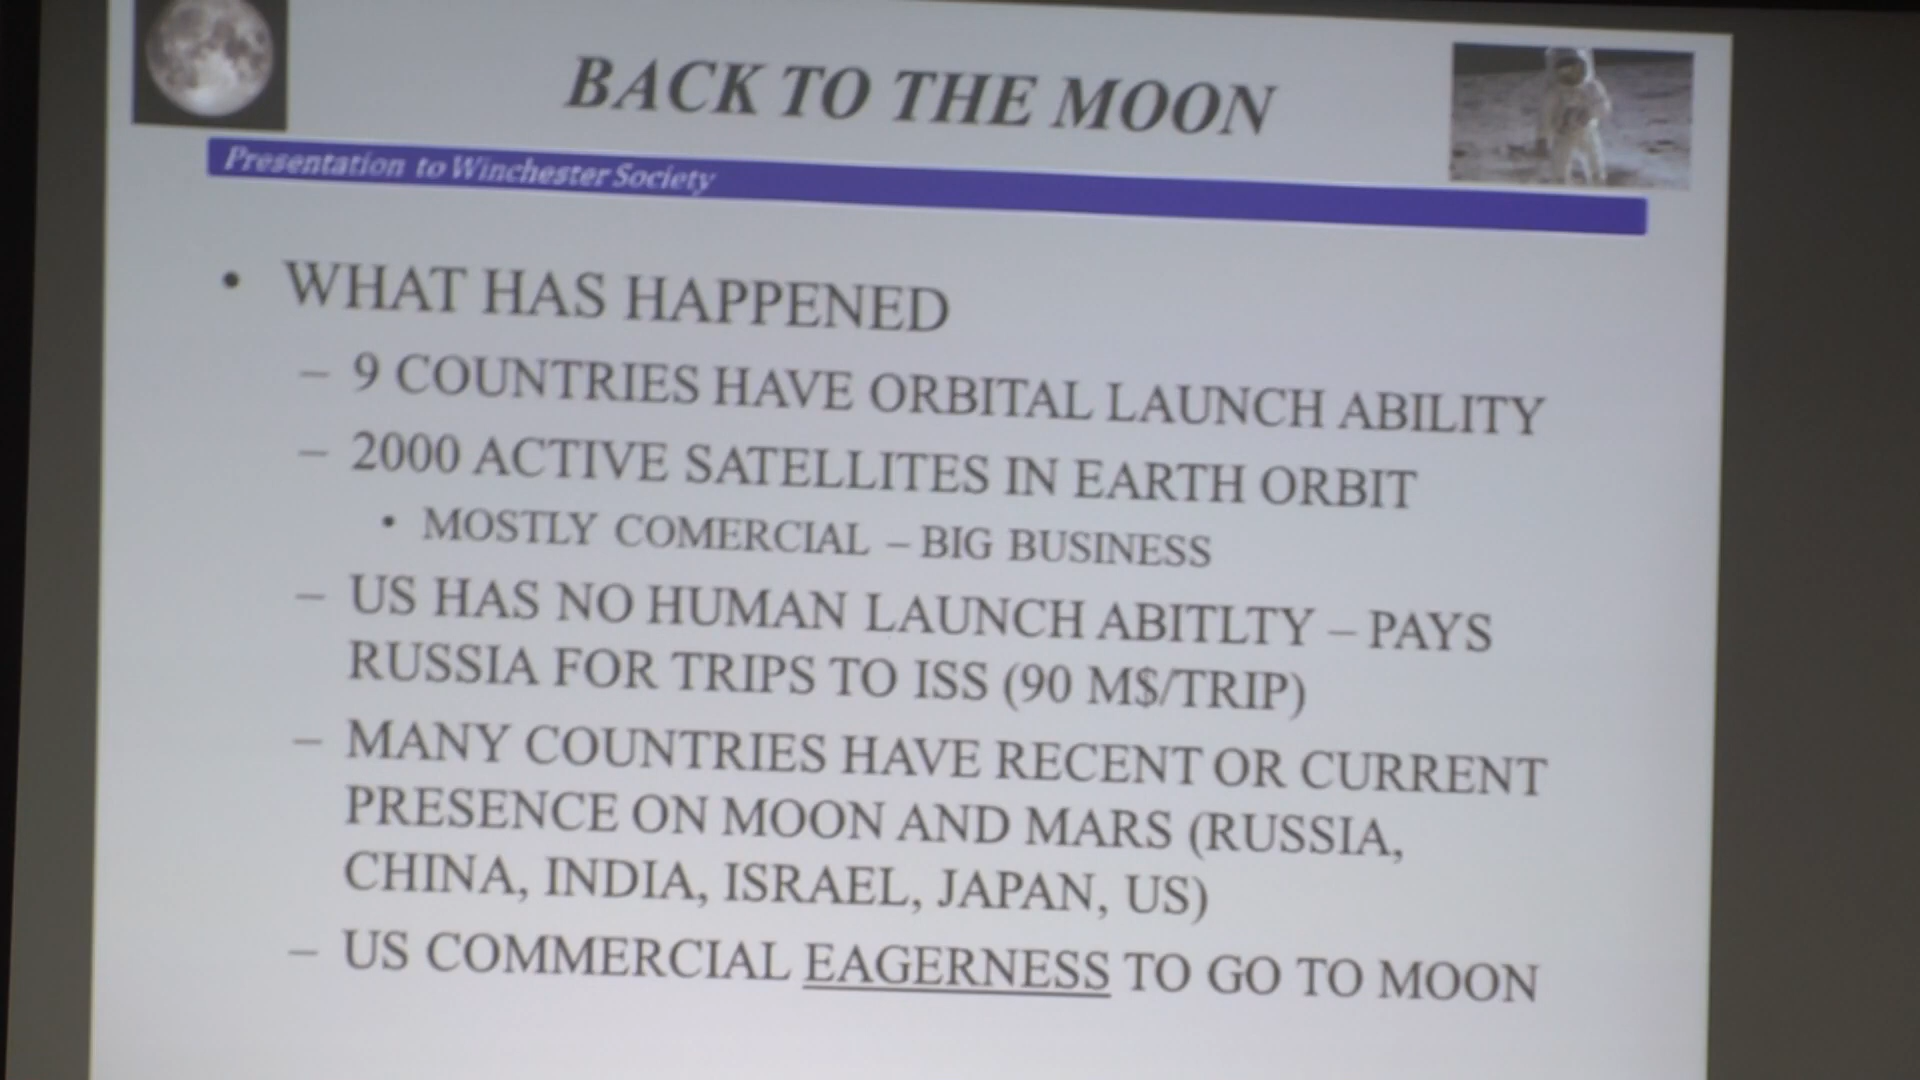 BACK TO THE MOON
Presentation to Winchester Society
• WHAT HAS HAPPENED
– 9 COUNTRIES HAVE ORBITAL LAUNCH ABILITY
– 2000 ACTIVE SATELLITES IN EARTH ORBIT
• MOSTLY COMERCIAL – BIG BUSINESS
– US HAS NO HUMAN LAUNCH ABITLTY – PAYS
RUSSIA FOR TRIPS TO ISS (90 M$/TRIP)
– MANY COUNTRIES HAVE RECENT OR CURRENT
PRESENCE ON MOON AND MARS (RUSSIA,
CHINA, INDIA, ISRAEL, JAPAN, US)
– US COMMERCIAL EAGERNESS TO GO TO MOON